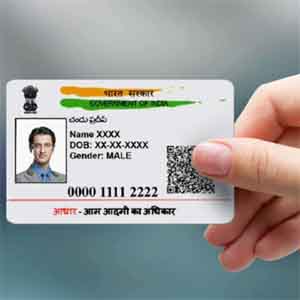 भारत सरकार
GOVERNMENT OF INDIA
చందు ప్రదీప్
Name XXXX
DOB: XX-XX-XXXX
Gender: MALE
0000 1111 2222
आधार - आम आदमी का अधिकार